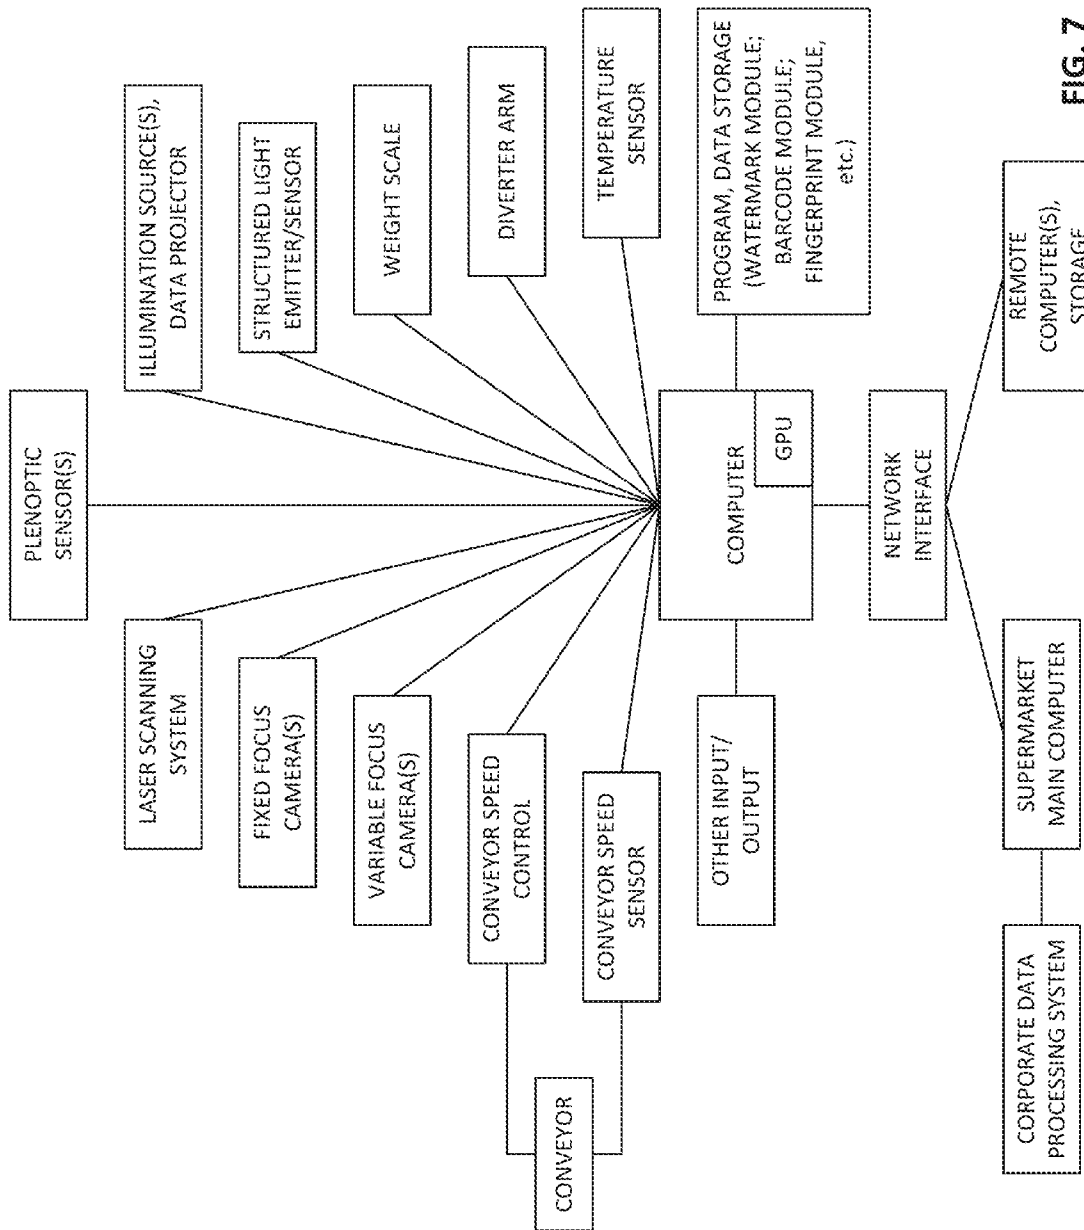 PLENOPTIC
SENSOR(S)
LASER SCANNING
SYSTEM
ILLUMINATION SOURCE(S),
DATA PROJECTOR
FIXED FOCUS
CAMERA(S)
STRUCTURED LIGHT
EMITTER/SENSOR
VARIABLE FOCUS
CAMERA(S)
WEIGHT SCALE
CONVEYOR SPEED
CONTROL
DIVERTER ARM
CONVEYOR
CONVEYOR SPEED
SENSOR
TEMPERATURE
SENSOR
OTHER INPUT/
OUTPUT
COMPUTER
GPU
PROGRAM, DATA STORAGE
(WATERMARK MODULE;
BARCODE MODULE;
FINGERPRINT MODULE,
etc.)
NETWORK
INTERFACE
CORPORATE DATA
PROCESSING SYSTEM
SUPERMARKET
MAIN COMPUTER
REMOTE
COMPUTER(S),
STORAGE
FIG. 7